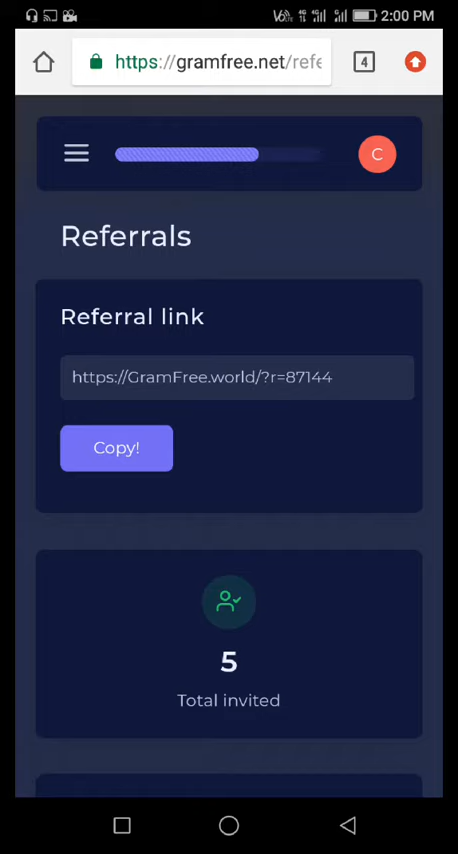 2:00 PM
https://gramfree.net/refe
4
C
Referrals
Referral link
https://GramFree.world/?r=87144
Copy!
5
Total invited